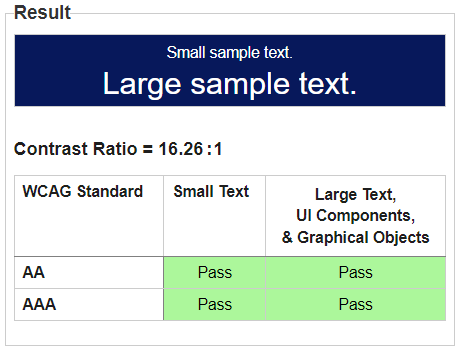 Result
Small sample text.
Large sample text.
Contrast Ratio = 16.26:1
WCAG Standard Small Text Large Text,
UI Components,
& Graphical Objects
AA Pass Pass
AAA Pass Pass